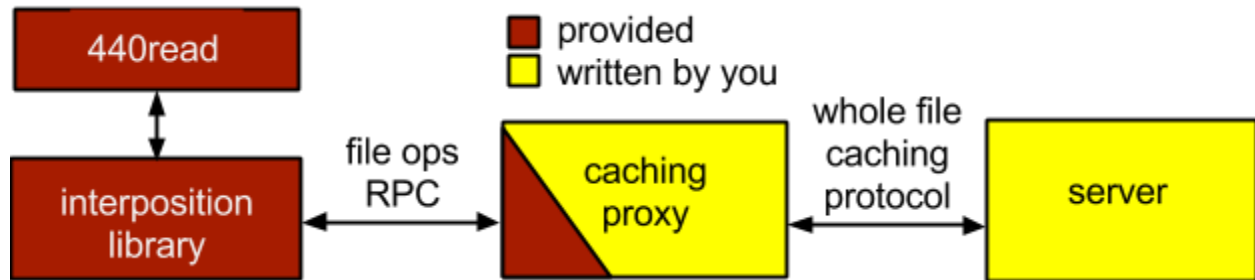 440read
provided
written by you
interposition
library
file ops
RPC
caching
proxy
whole file
caching
protocol
server